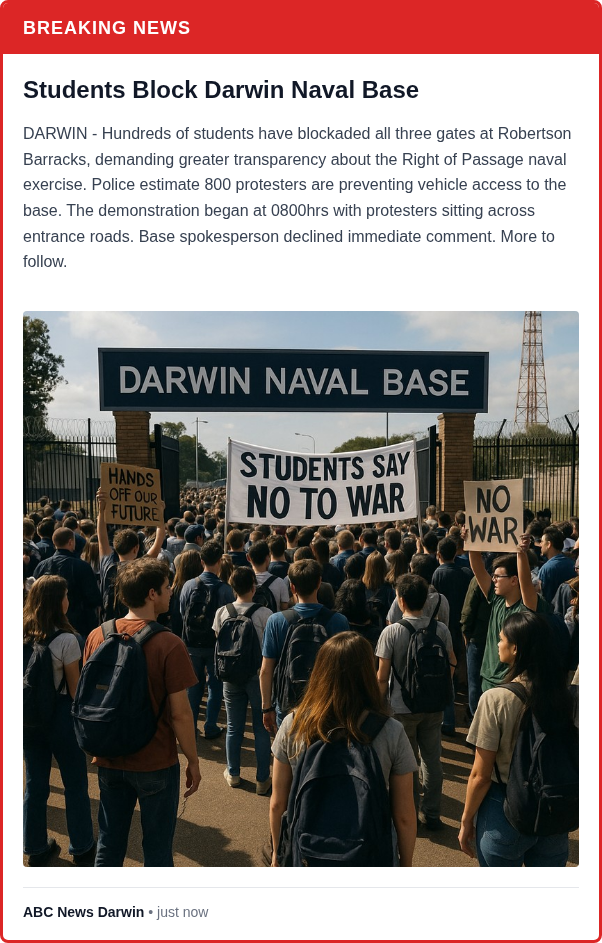 BREAKING NEWS
Students Block Darwin Naval Base
DARWIN - Hundreds of students have blockaded all three gates at Robertson
Barracks, demanding greater transparency about the Right of Passage naval
exercise. Police estimate 800 protesters are preventing vehicle access to the
base. The demonstration began at 0800hrs with protesters sitting across
entrance roads. Base spokesperson declined immediate comment. More to
follow.
DARWIN NAVAL BASE
STUDENTS SAY
NO TO WAR
HANDS
OFF OUR
FUTURE
NO
WAR
ABC News Darwin • just now